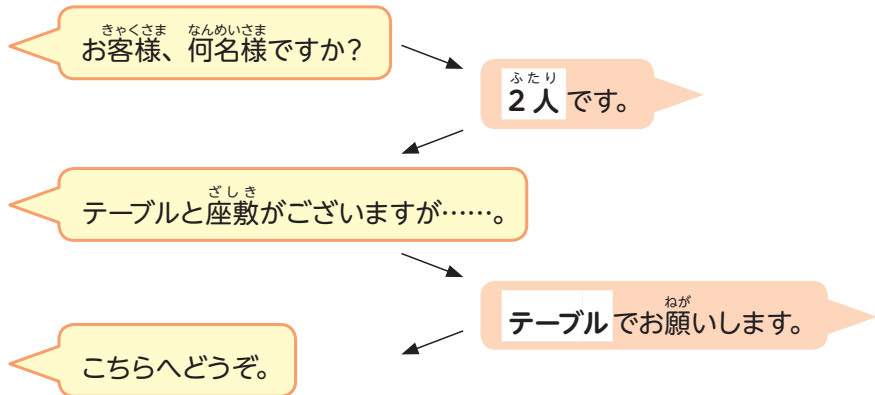 きゃくさま なんめいさま
お客様、何名様ですか?
ふたり
2人です。
ざしき
テーブルと座敷がございますが……。
ねが
テーブルでお願いします。
こちらへどうぞ。